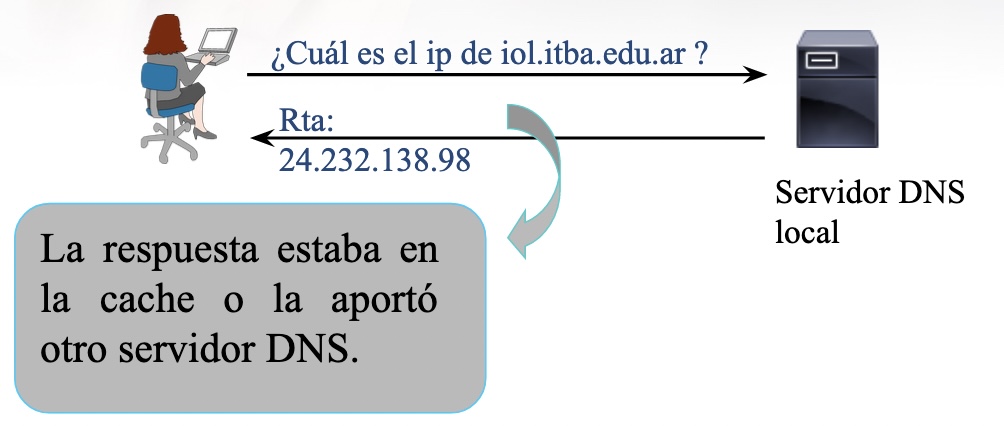 ¿Cuál es el ip de iol.itba.edu.ar ?
Rta:
24.232.138.98
Servidor DNS
local
La respuesta estaba en
la cache o la aportó
otro servidor DNS.